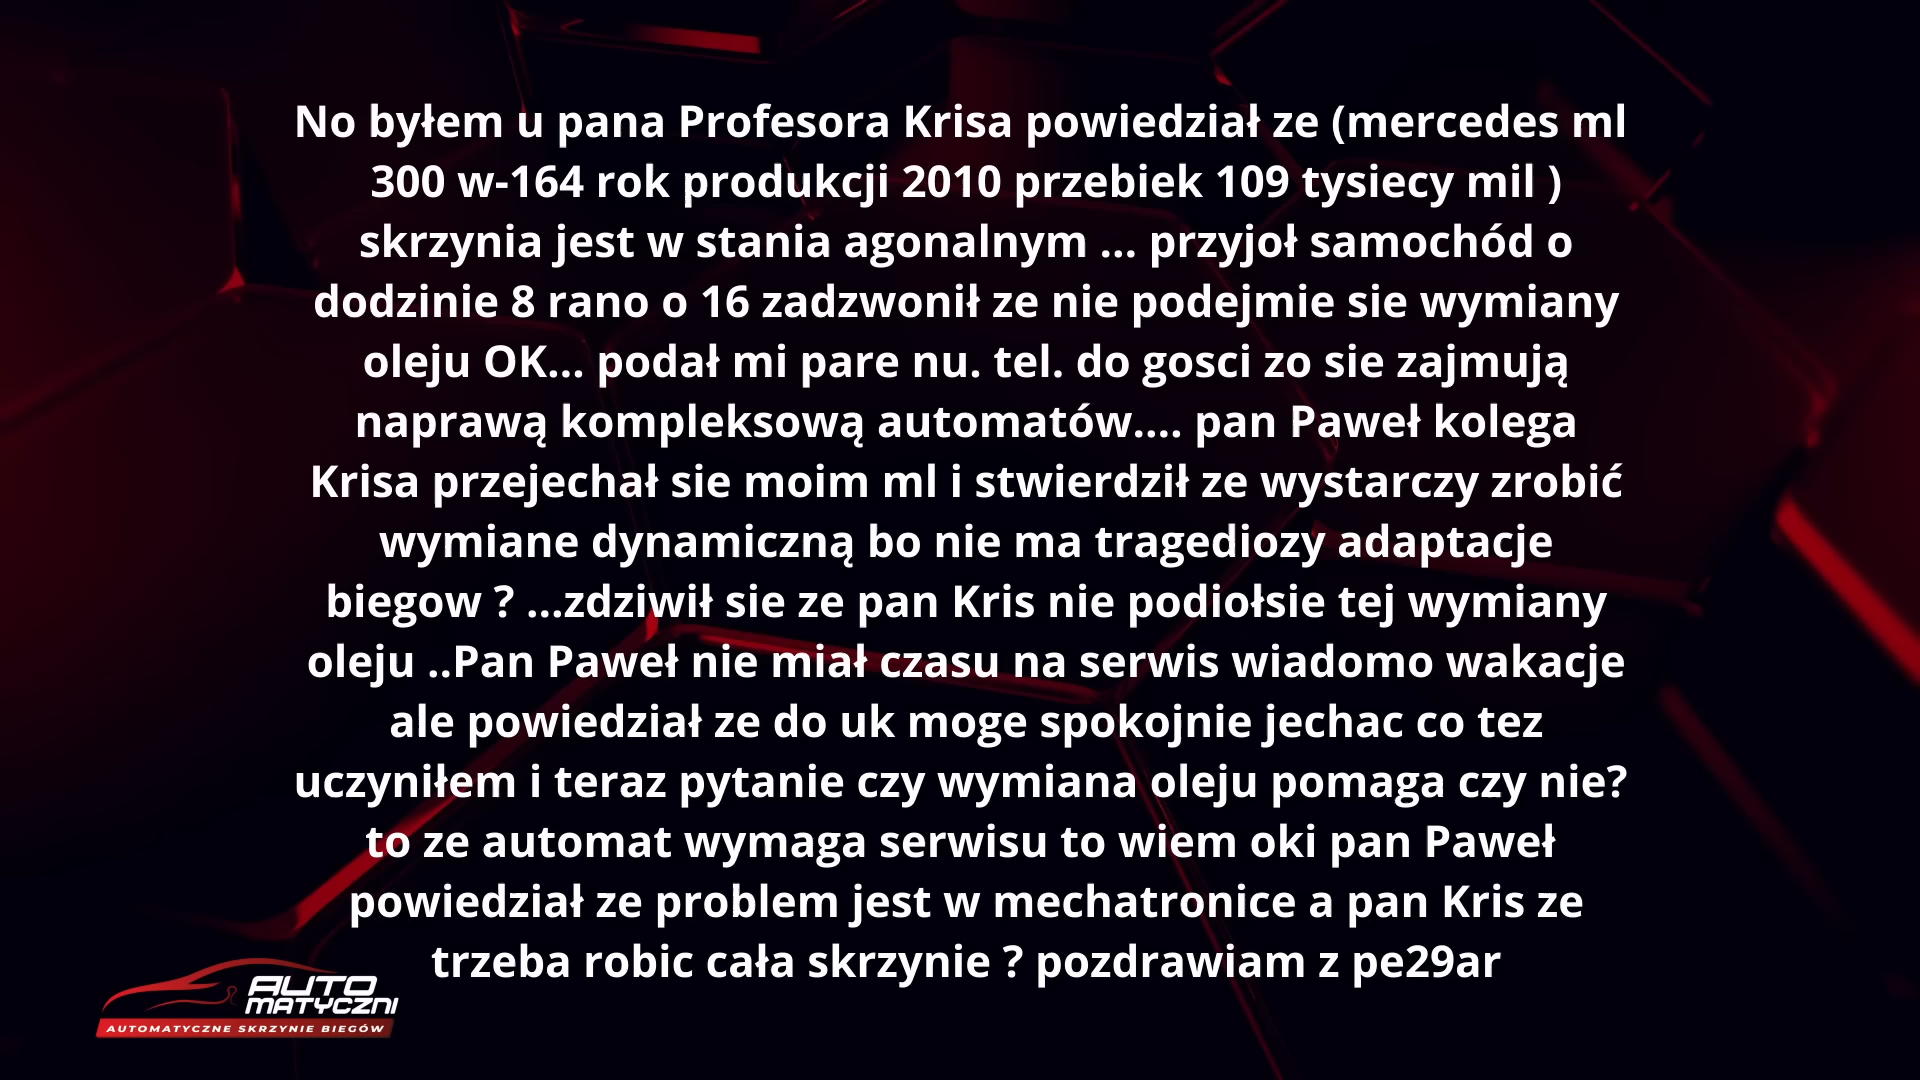 No byłem u pana Profesora Krisa powiedział ze (mercedes ml
300 w-164 rok produkcji 2010 przebiek 109 tysiecy mil )
skrzynia jest w stania agonalnym ... przyjoł samochód o
dodzinie 8 rano o 16 zadzwonił ze nie podejmie sie wymiany
oleju OK... podał mi pare nu. tel. do gosci zo sie zajmują
naprawą kompleksową automatów.... pan Paweł kolega
Krisa przejechał sie moim ml i stwierdził ze wystarczy zrobić
wymiane dynamiczną bo nie ma tragediozy adaptacje
biegow ? ...zdziwił sie ze pan Kris nie podiołsie tej wymiany
oleju ..Pan Paweł nie miał czasu na serwis wiadomo wakacje
ale powiedział ze do uk moge spokojnie jechac co tez
uczyniłem i teraz pytanie czy wymiana oleju pomaga czy nie?
to ze automat wymaga serwisu to wiem oki pan Paweł
powiedział ze problem jest w mechatronice a pan Kris ze
trzeba robic cała skrzynie ? pozdrawiam z pe29ar
AUTO
MATYCZNI
AUTOMATYCZNE SKRZYNIE BIEGÓW